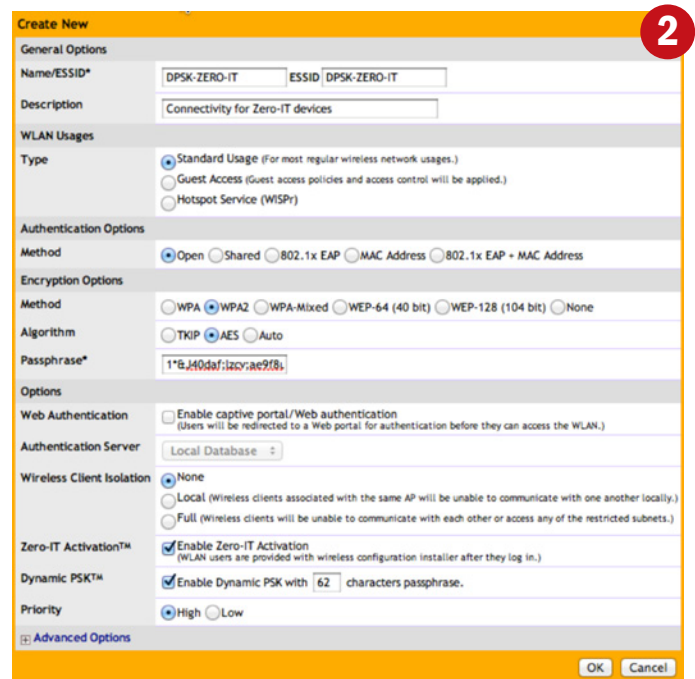 2
Create New
General Options
Name/ESSID* DPSK-ZERO-IT ESSID DPSK-ZERO-IT
Description Connectivity for Zero-IT devices
WLAN Usages
Type Standard Usage (For most regular wireless network usages.)
Guest Access (Guest access policies and access control will be applied.)
Hotspot Service (WISPr)
Authentication Options
Method Open Shared 802.1x EAP MAC Address 802.1x EAP + MAC Address
Encryption Options
Method WPA WPA2 WPA-Mixed WEP-64 (40 bit) WEP-128 (104 bit) None
Algorithm TKIP AES Auto
Passphrase*
Options
Web Authentication Enable captive portal/Web authentication
(Users will be redirected to a Web portal for authentication before they can access the WLAN.)
Authentication Server Local Database
Wireless Client Isolation None
Local (Wireless clients associated with the same AP will be unable to communicate with one another locally.)
Full (Wireless clients will be unable to communicate with each other or access any of the restricted subnets.)
Zero-IT Activation™ Enable Zero-IT Activation
(WLAN users are provided with wireless configuration installer after they log in.)
Dynamic PSK™ Enable Dynamic PSK with 62 characters passphrase.
Priority High Low
Advanced Options
OK Cancel